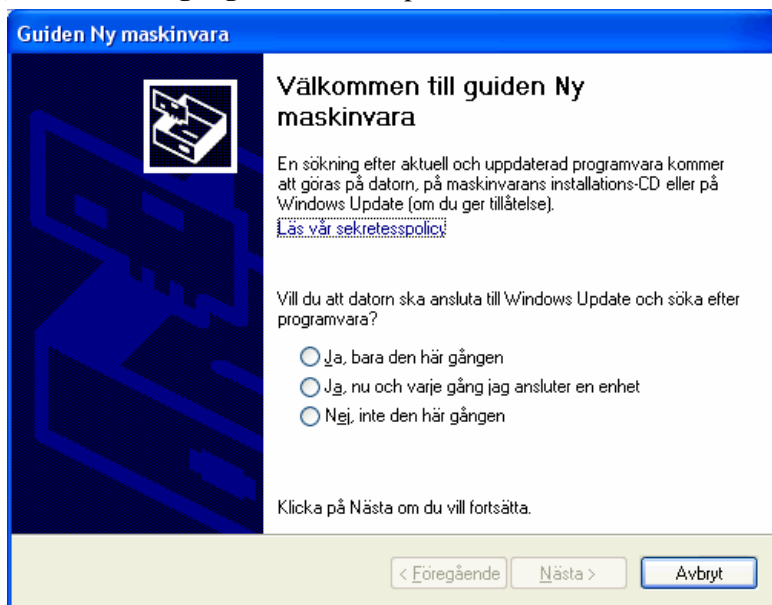 Guiden Ny maskinvara
Välkommen till guiden Ny
maskinvara
En sökning efter aktuell och uppdaterad programvara kommer
att göras på datorn, på maskinvarans installations-CD eller på
Windows Update (om du ger tillåtelse).
Läs vår sekretesspolicy
Vill du att datorn ska ansluta till Windows Update och söka efter
programvara?
Ja, bara den här gången
Ja, nu och varje gång jag ansluter en enhet
Nej, inte den här gången
Klicka på Nästa om du vill fortsätta.
< Föregående
Nästa >
Avbryt